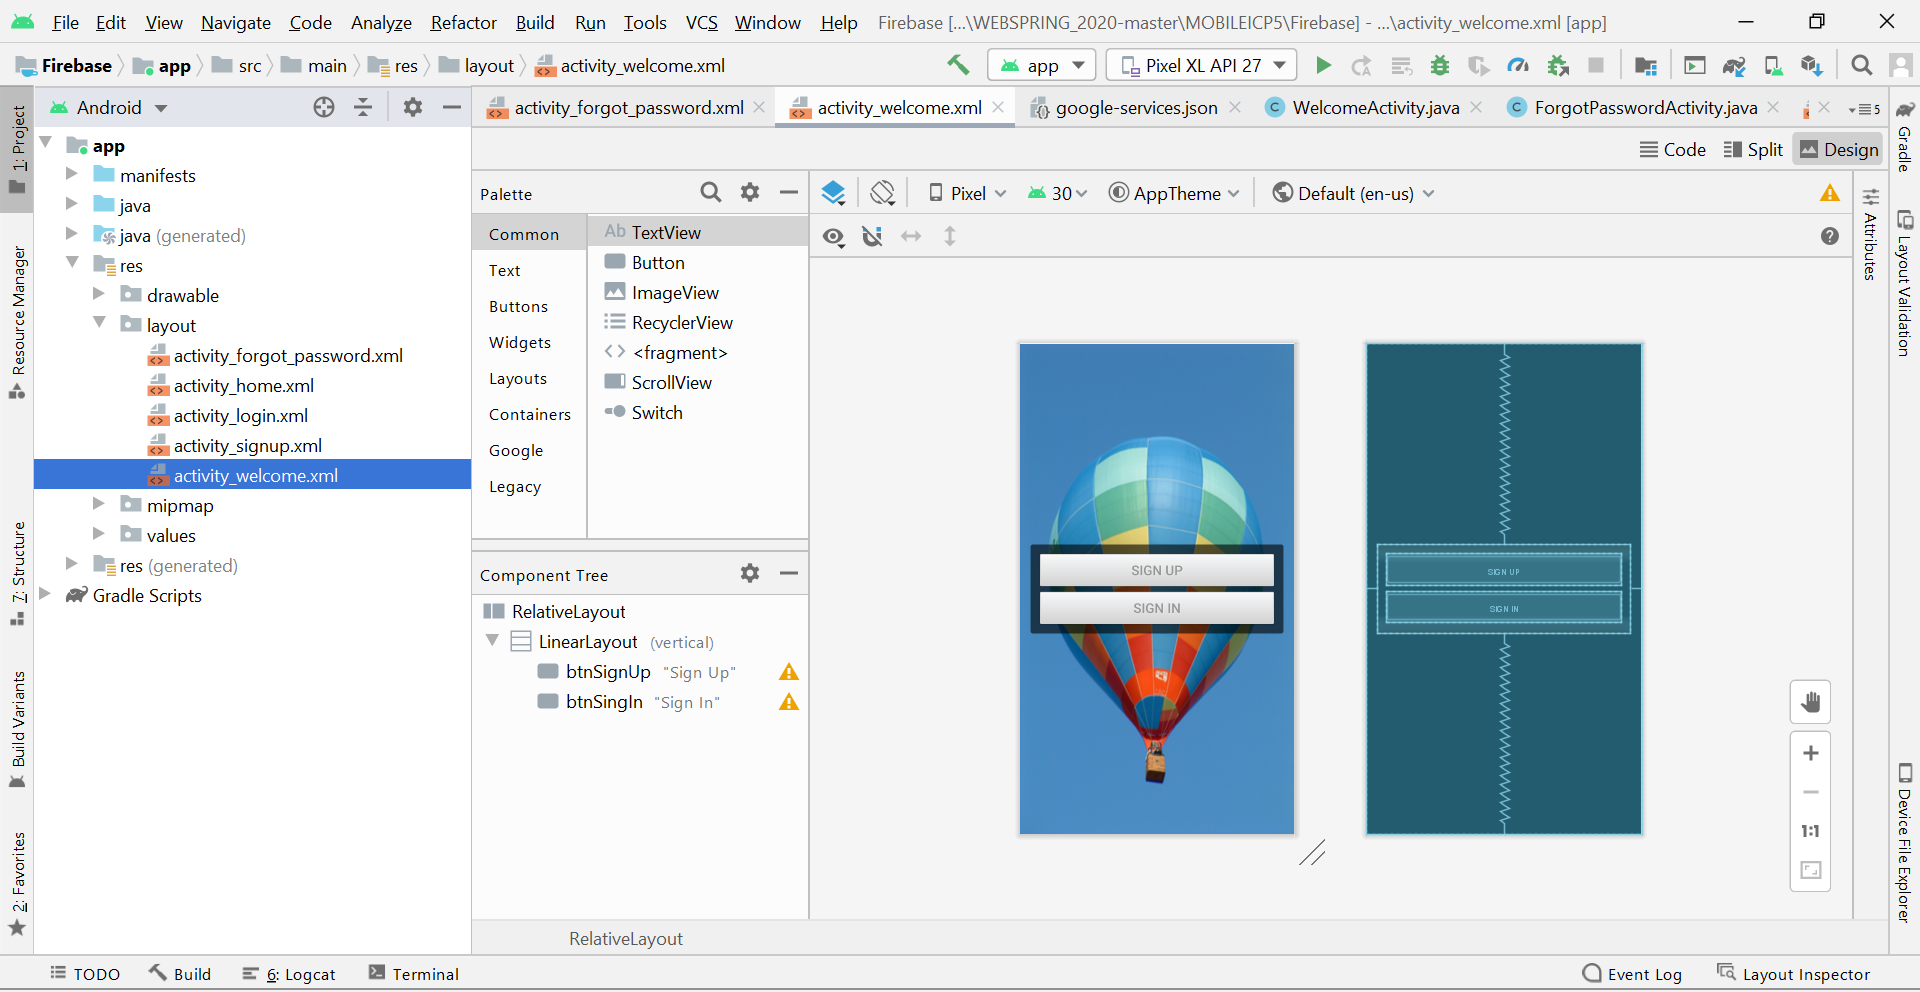 File Edit View Navigate Code Analyze Refactor Build Run Tools VCS Window Help Firebase [...\WEBSPRING_2020-master\MOBILEICP5\Firebase] - ...\activity_welcome.xml [app]
Firebase app src main res layout activity_welcome.xml app Pixel XL API 27
1: Project
Resource Manager
7: Structure
Build Variants
2: Favorites
Android
app
manifests
java
java (generated)
res
drawable
layout
activity_forgot_password.xml
activity_home.xml
activity_login.xml
activity_signup.xml
activity_welcome.xml
mipmap
values
res (generated)
Gradle Scripts
activity_forgot_password.xml activity_welcome.xml google-services.json WelcomeActivity.java ForgotPasswordActivity.java 5
Code Split Design
Palette
Common
Text
Buttons
Widgets
Layouts
Containers
Google
Legacy
Ab TextView
Button
ImageView
RecyclerView
<fragment>
ScrollView
Switch
Pixel 30 AppTheme Default (en-us)
Component Tree
RelativeLayout
LinearLayout (vertical)
btnSignUp "Sign Up"
btnSingIn "Sign In"
SIGN UP
SIGN IN
SIGN UP
SIGN IN
1:1
Attributes
Gradle
Layout Validation
Device File Explorer
RelativeLayout
TODO Build 6: Logcat Terminal Event Log Layout Inspector